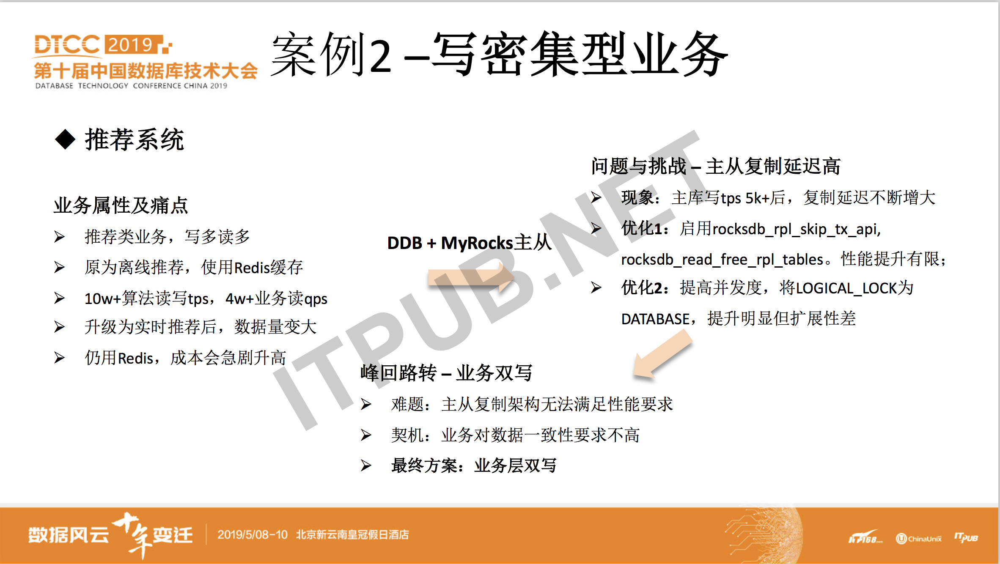 DTCC 2019
第十届中国数据库技术大会
DATABASE TECHNOLOGY CONFERENCE CHINA 2019
案例2 –写密集型业务
◆ 推荐系统
业务属性及痛点
➢ 推荐类业务，写多读多
➢ 原为离线推荐，使用Redis缓存
➢ 10w+算法读写tps，4w+业务读qps
➢ 升级为实时推荐后，数据量变大
➢ 仍用Redis，成本会急剧升高
DDB + MyRocks主从
问题与挑战 – 主从复制延迟高
➢ 现象：主库写tps 5k+后，复制延迟不断增大
➢ 优化1：启用rocksdb_rpl_skip_tx_api,
rocksdb_read_free_rpl_tables。性能提升有限；
➢ 优化2：提高并发度，将LOGICAL_LOCK为
DATABASE，提升明显但扩展性差
峰回路转 – 业务双写
➢ 难题：主从复制架构无法满足性能要求
➢ 契机：业务对数据一致性要求不高
➢ 最终方案：业务层双写
ITPUB.NET
数据风云 十年变迁
2019/5/08-10 北京新云南皇冠假日酒店
IT168.com
ChinaUnix
ITPUB